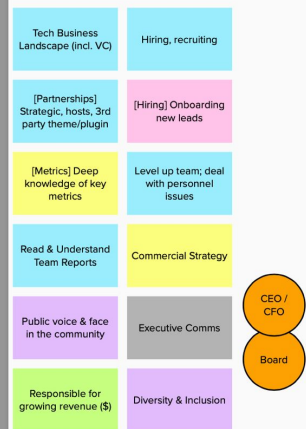 Tech Business
Landscape (incl. VC)
Hiring, recruiting
[Partnerships]
Strategic, hosts, 3rd
party theme/plugin
[Hiring] Onboarding
new leads
[Metrics] Deep
knowledge of key
metrics
Level up team; deal
with personnel
issues
Read & Understand
Team Reports
Commercial Strategy
Public voice & face
in the community
Executive Comms
Responsible for
growing revenue ($)
Diversity & Inclusion
CEO /
CFO
Board